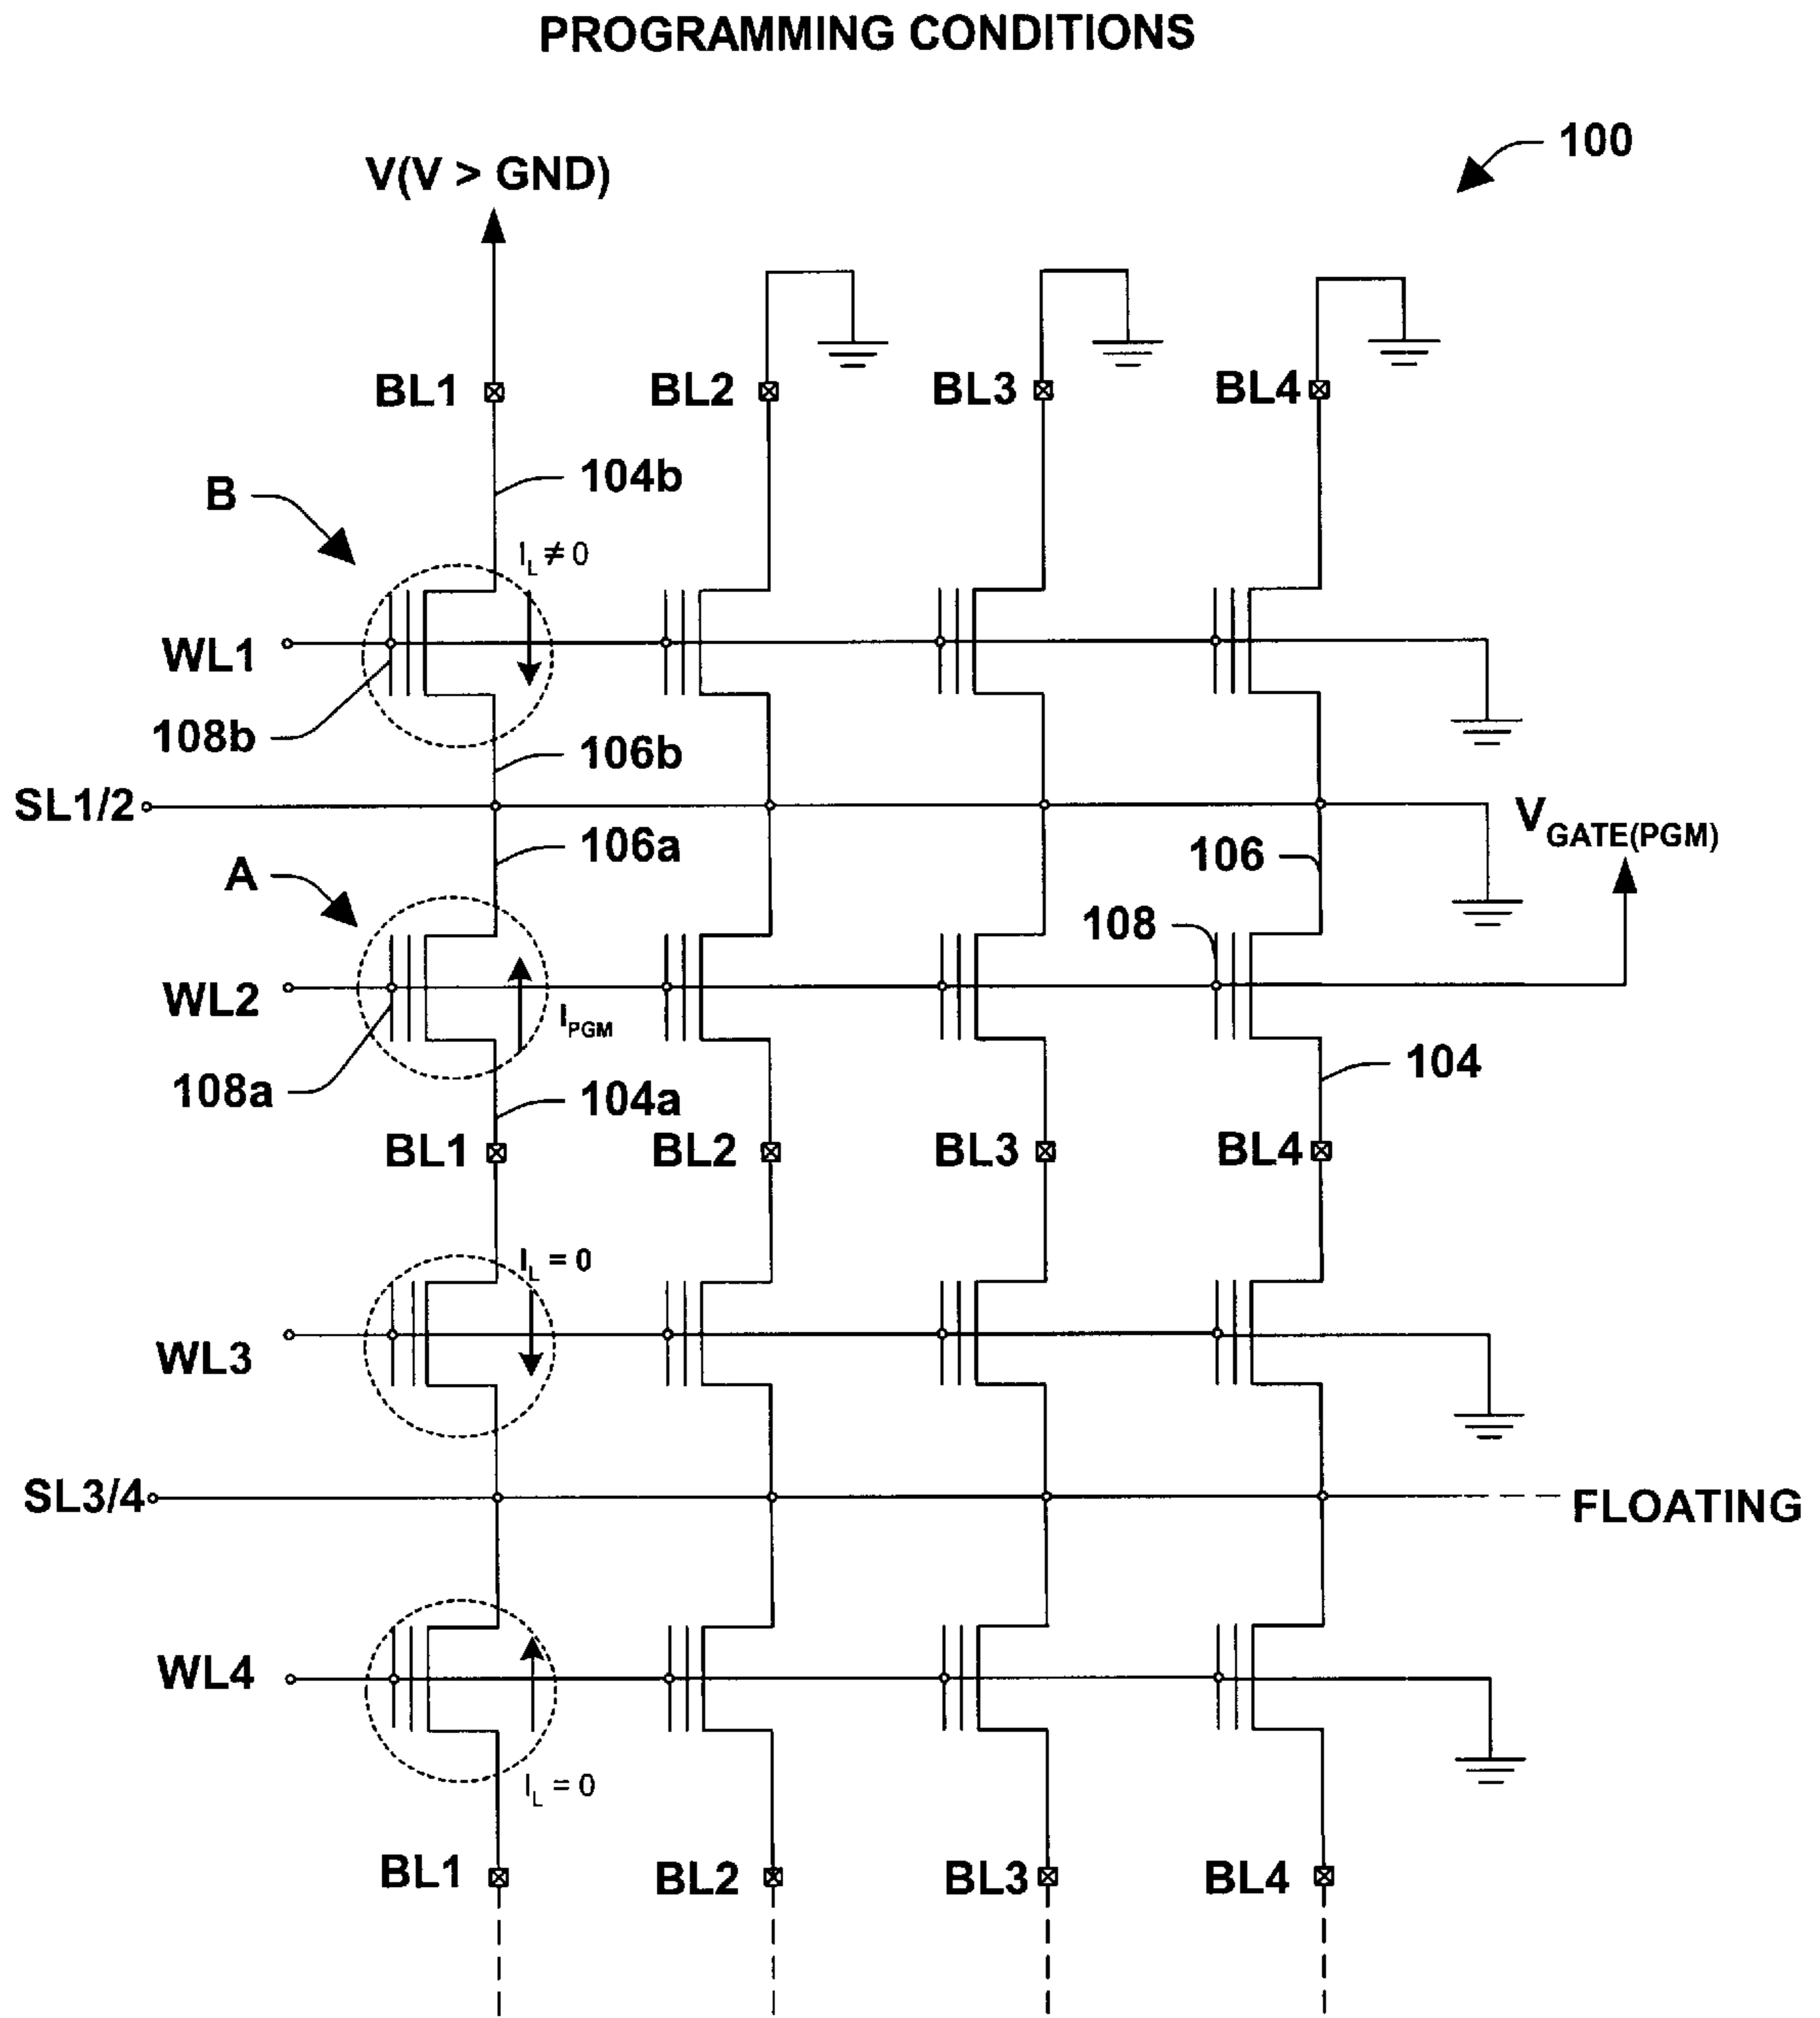 PROGRAMMING CONDITIONS
100
V(V > GND)
BL1 BL2 BL3 BL4
104b
B
I_L ≠ 0
WL1
108b
106b
SL1/2
V_GATE(PGM)
106a
106
A
108
WL2
I_PGM
108a
104a
104
BL1 BL2 BL3 BL4
I_L = 0
WL3
SL3/4
FLOATING
WL4
I_L = 0
BL1 BL2 BL3 BL4